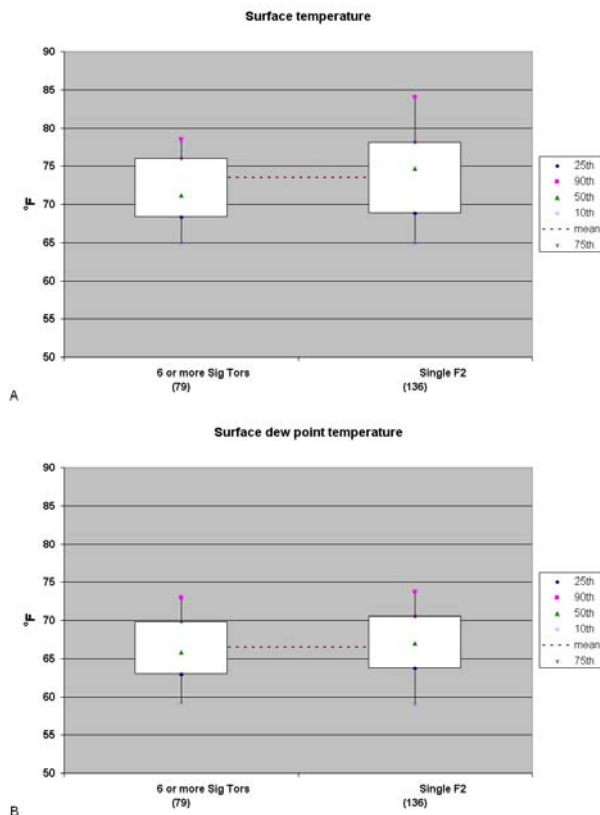 Surface temperature
90
85
80
75
70
65
60
55
50
°F
6 or more Sig Tors
(79)
Single F2
(136)
25th
90th
50th
10th
mean
75th
A
Surface dew point temperature
90
85
80
75
70
65
60
55
50
°F
6 or more Sig Tors
(79)
Single F2
(136)
25th
90th
50th
10th
mean
75th
B